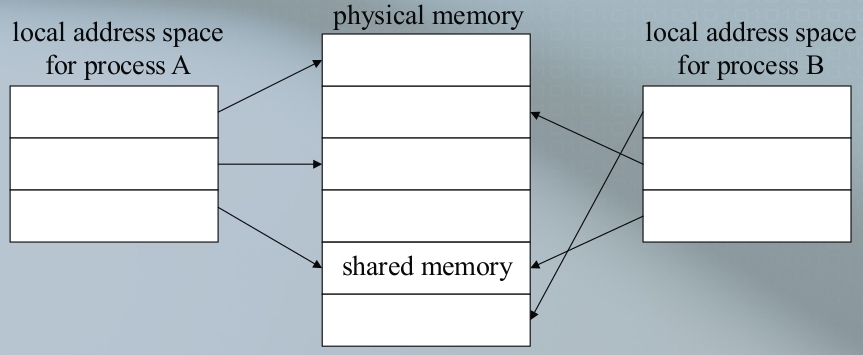 physical memory
local address space
for process A
local address space
for process B
shared memory